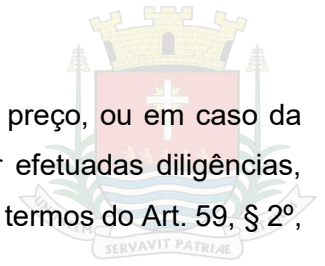 preço, ou em caso da
efetuadas diligências,
termos do Art. 59, § 2º,
SERVAVIT PATRIAE